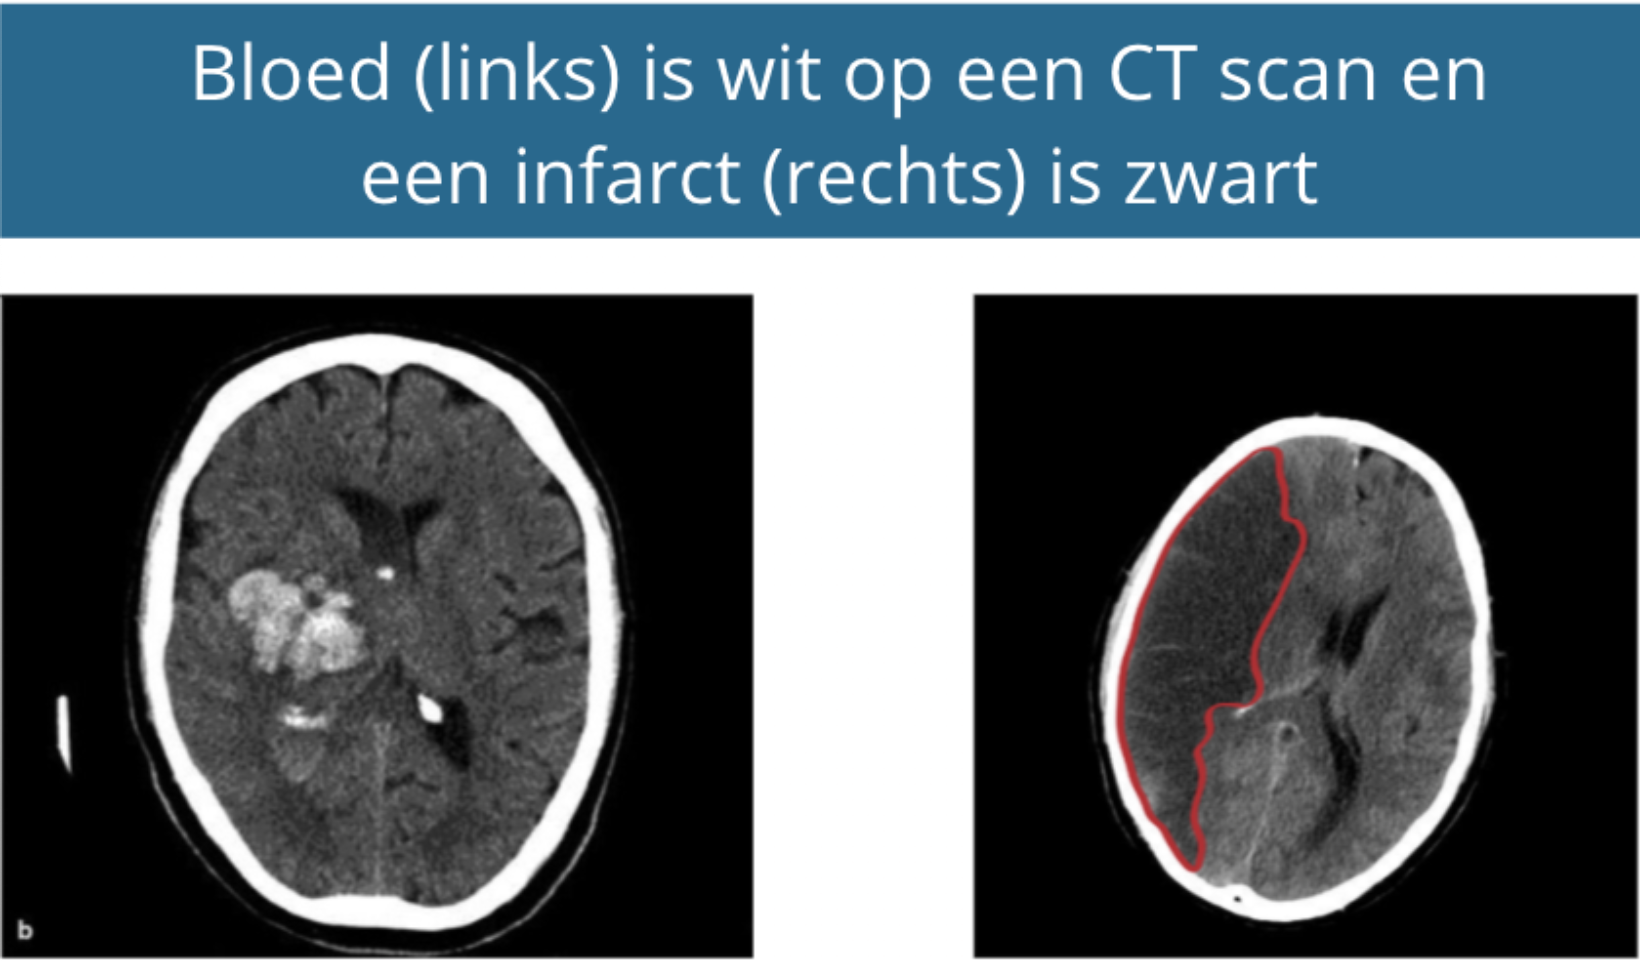 Bloed (links) is wit op een CT scan en
een infarct (rechts) is zwart
b